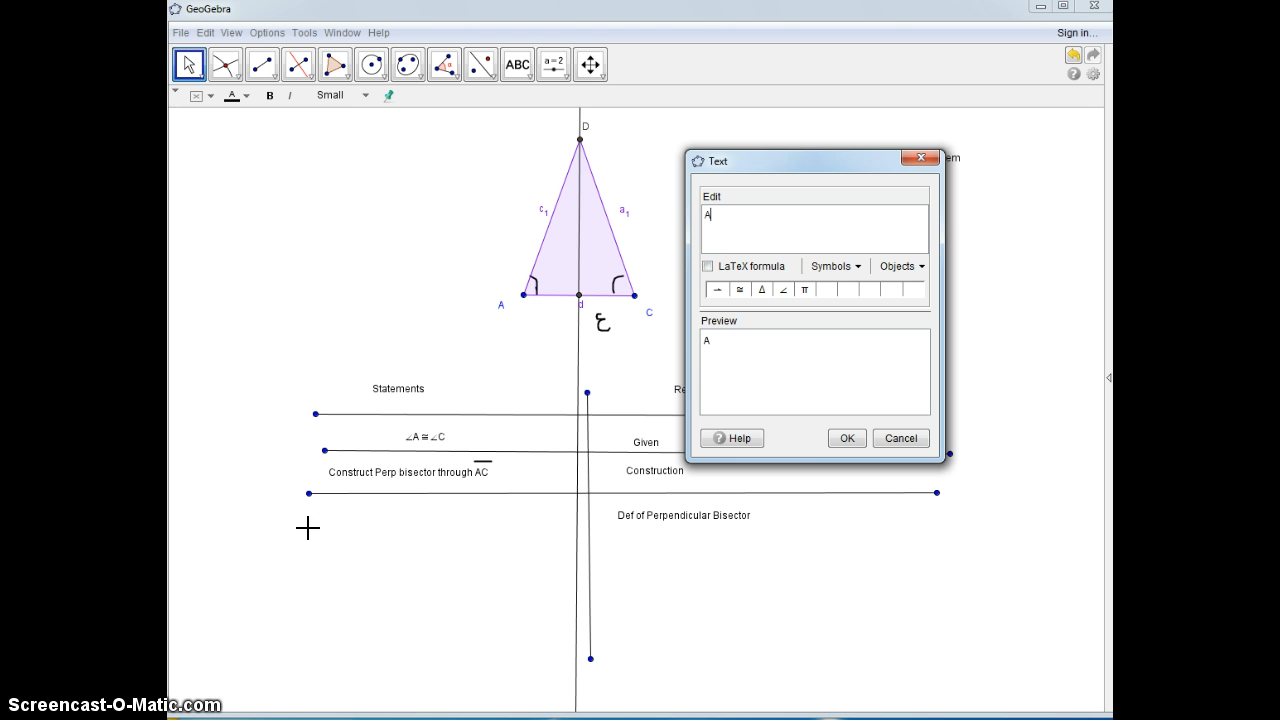 GeoGebra
File Edit View Options Tools Window Help
Sign in...
ABC
a=2
A B I Small
D
em
Text
Edit
A
c1
a1
LaTeX formula Symbols Objects
→ ≅ Δ ∠ π
A
d
C
Preview
A
Statements
Re
∠A ≅ ∠C
Given
Help OK Cancel
Construct Perp bisector through AC
Construction
Def of Perpendicular Bisector
Screencast-O-Matic.com